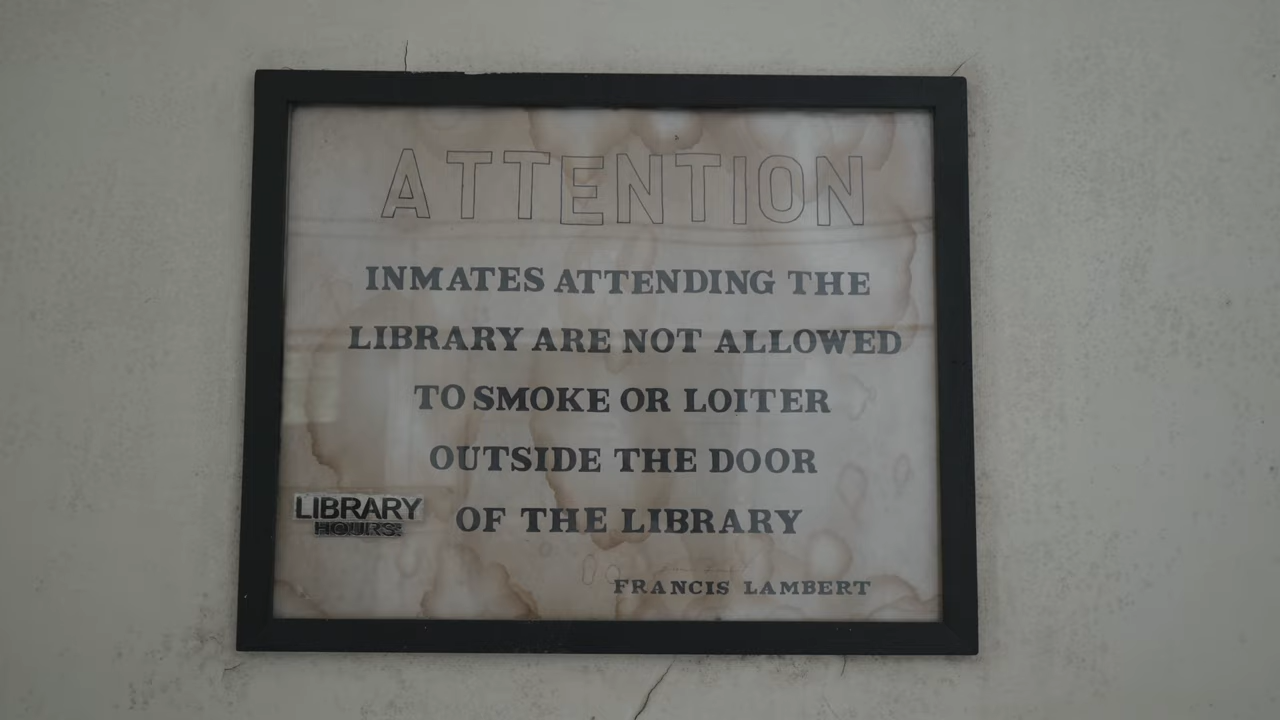 ATTENTION
INMATES ATTENDING THE
LIBRARY ARE NOT ALLOWED
TO SMOKE OR LOITER
OUTSIDE THE DOOR
OF THE LIBRARY
LIBRARY
HOURS:
FRANCIS LAMBERT